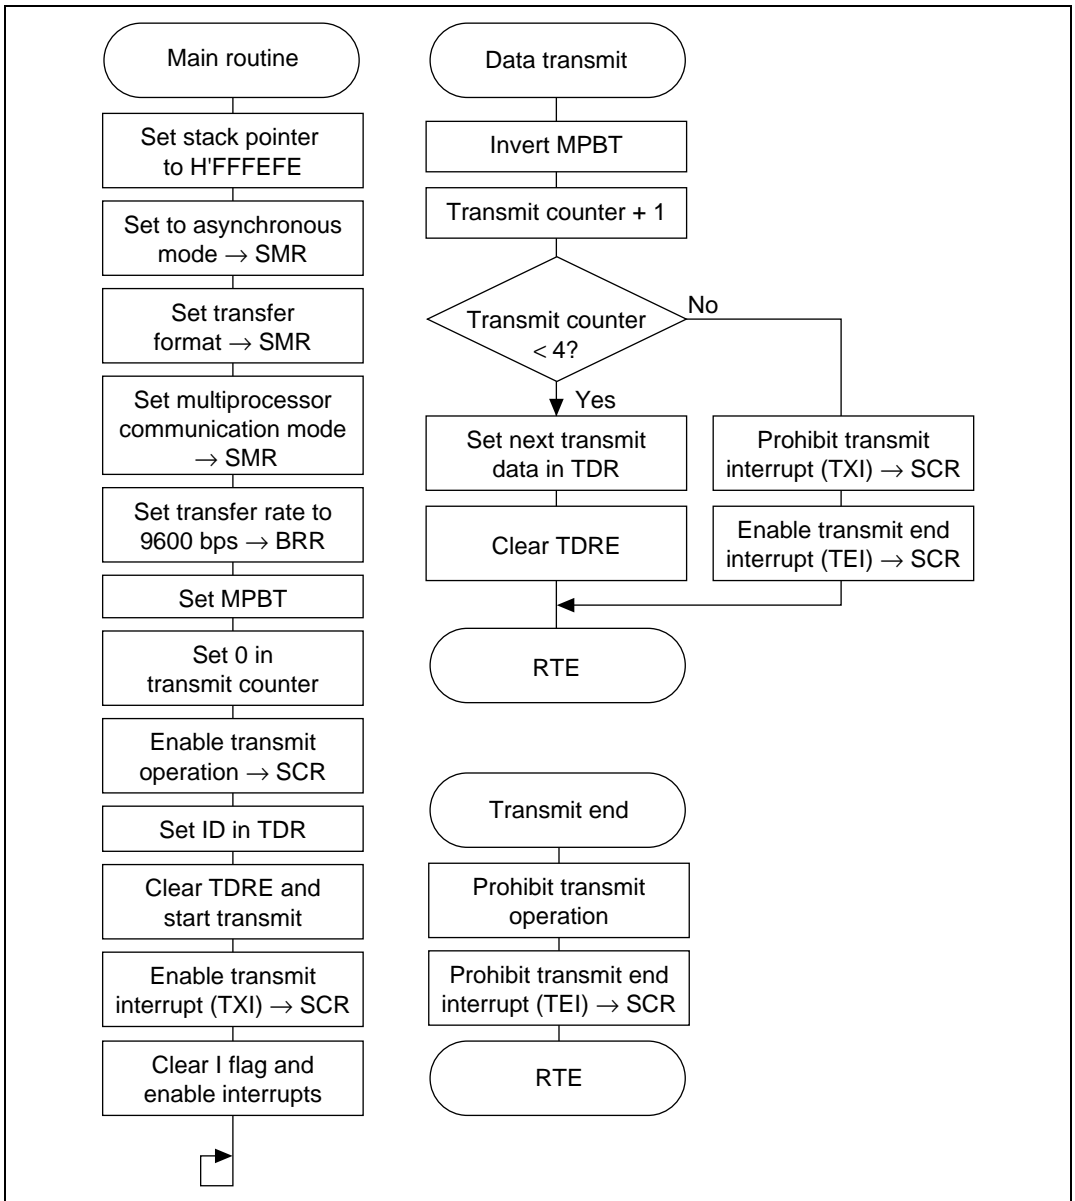 Main routine
Set stack pointer
to H'FFFEFE
Set to asynchronous
mode → SMR
Set transfer
format → SMR
Set multiprocessor
communication mode
→ SMR
Set transfer rate to
9600 bps → BRR
Set MPBT
Set 0 in
transmit counter
Enable transmit
operation → SCR
Set ID in TDR
Clear TDRE and
start transmit
Enable transmit
interrupt (TXI) → SCR
Clear I flag and
enable interrupts
Data transmit
Invert MPBT
Transmit counter + 1
Transmit counter
< 4?
No
Yes
Set next transmit
data in TDR
Clear TDRE
Prohibit transmit
interrupt (TXI) → SCR
Enable transmit end
interrupt (TEI) → SCR
RTE
Transmit end
Prohibit transmit
operation
Prohibit transmit end
interrupt (TEI) → SCR
RTE